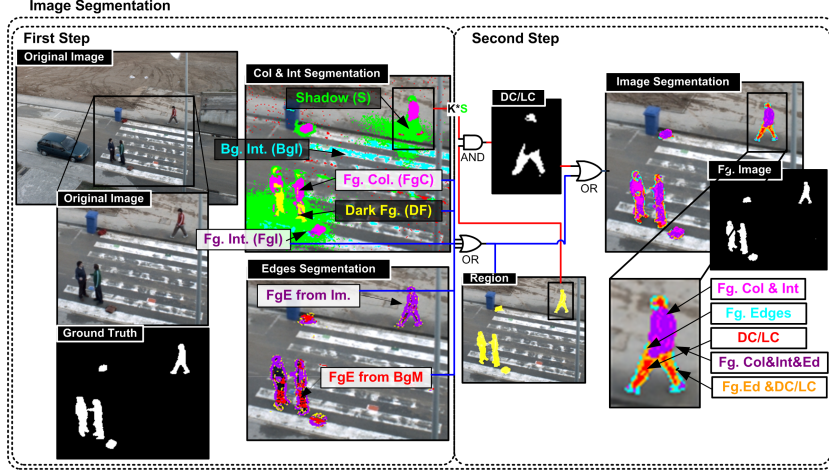 Image Segmentation
First Step
Original Image
Original Image
Ground Truth
Col & Int Segmentation
Shadow (S)
Bg. Int. (BgI)
Fg. Col. (FgC)
Dark Fg. (DF)
Fg. Int. (FgI)
Edges Segmentation
FgE from Im.
FgE from BgM
Second Step
K*S
AND
DC/LC
OR
OR
Region
Image Segmentation
Fg. Image
Fg. Col & Int
Fg. Edges
DC/LC
Fg. Col&Int&Ed
Fg.Ed &DC/LC